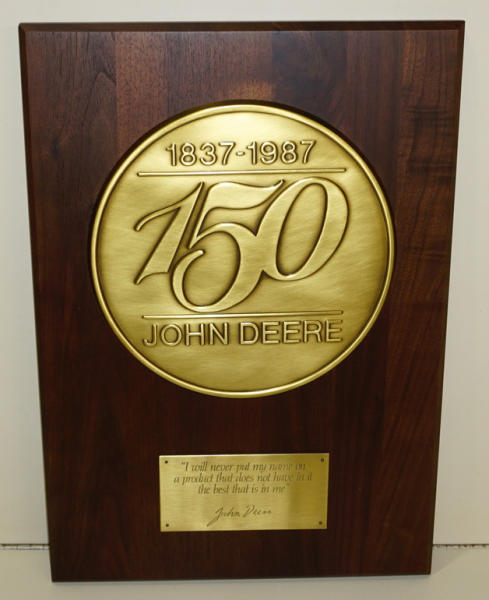 1837-1987
150
JOHN DEERE
"I will never put my name on
a product that does not have in it
the best that is in me"
John Deere